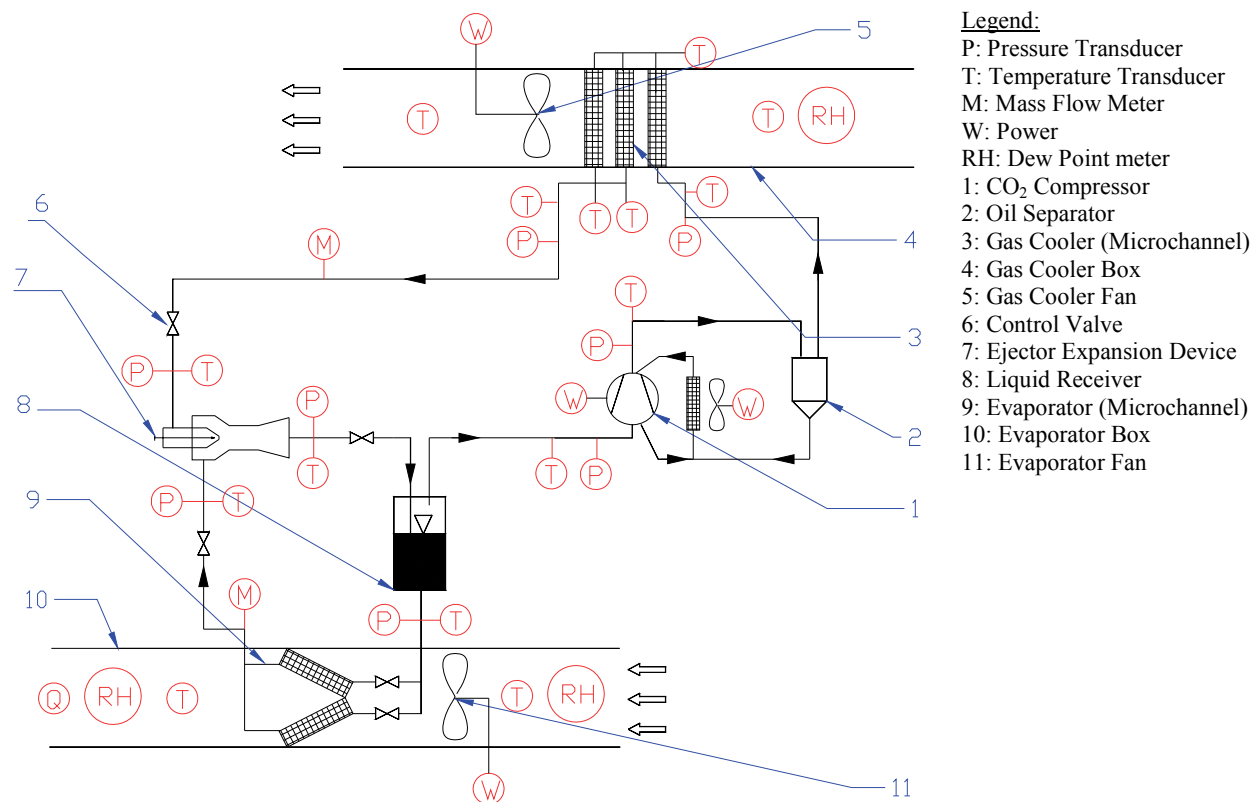 Legend:
P: Pressure Transducer
T: Temperature Transducer
M: Mass Flow Meter
W: Power
RH: Dew Point meter
1: CO₂ Compressor
2: Oil Separator
3: Gas Cooler (Microchannel)
4: Gas Cooler Box
5: Gas Cooler Fan
6: Control Valve
7: Ejector Expansion Device
8: Liquid Receiver
9: Evaporator (Microchannel)
10: Evaporator Box
11: Evaporator Fan
W
5
T
T
T
RH
6
T
T
T
T
P
P
4
M
7
T
3
P
P
T
8
P
W
W
2
T
T
P
P
T
9
1
M
10
P
T
Q
RH
T
T
RH
W
11